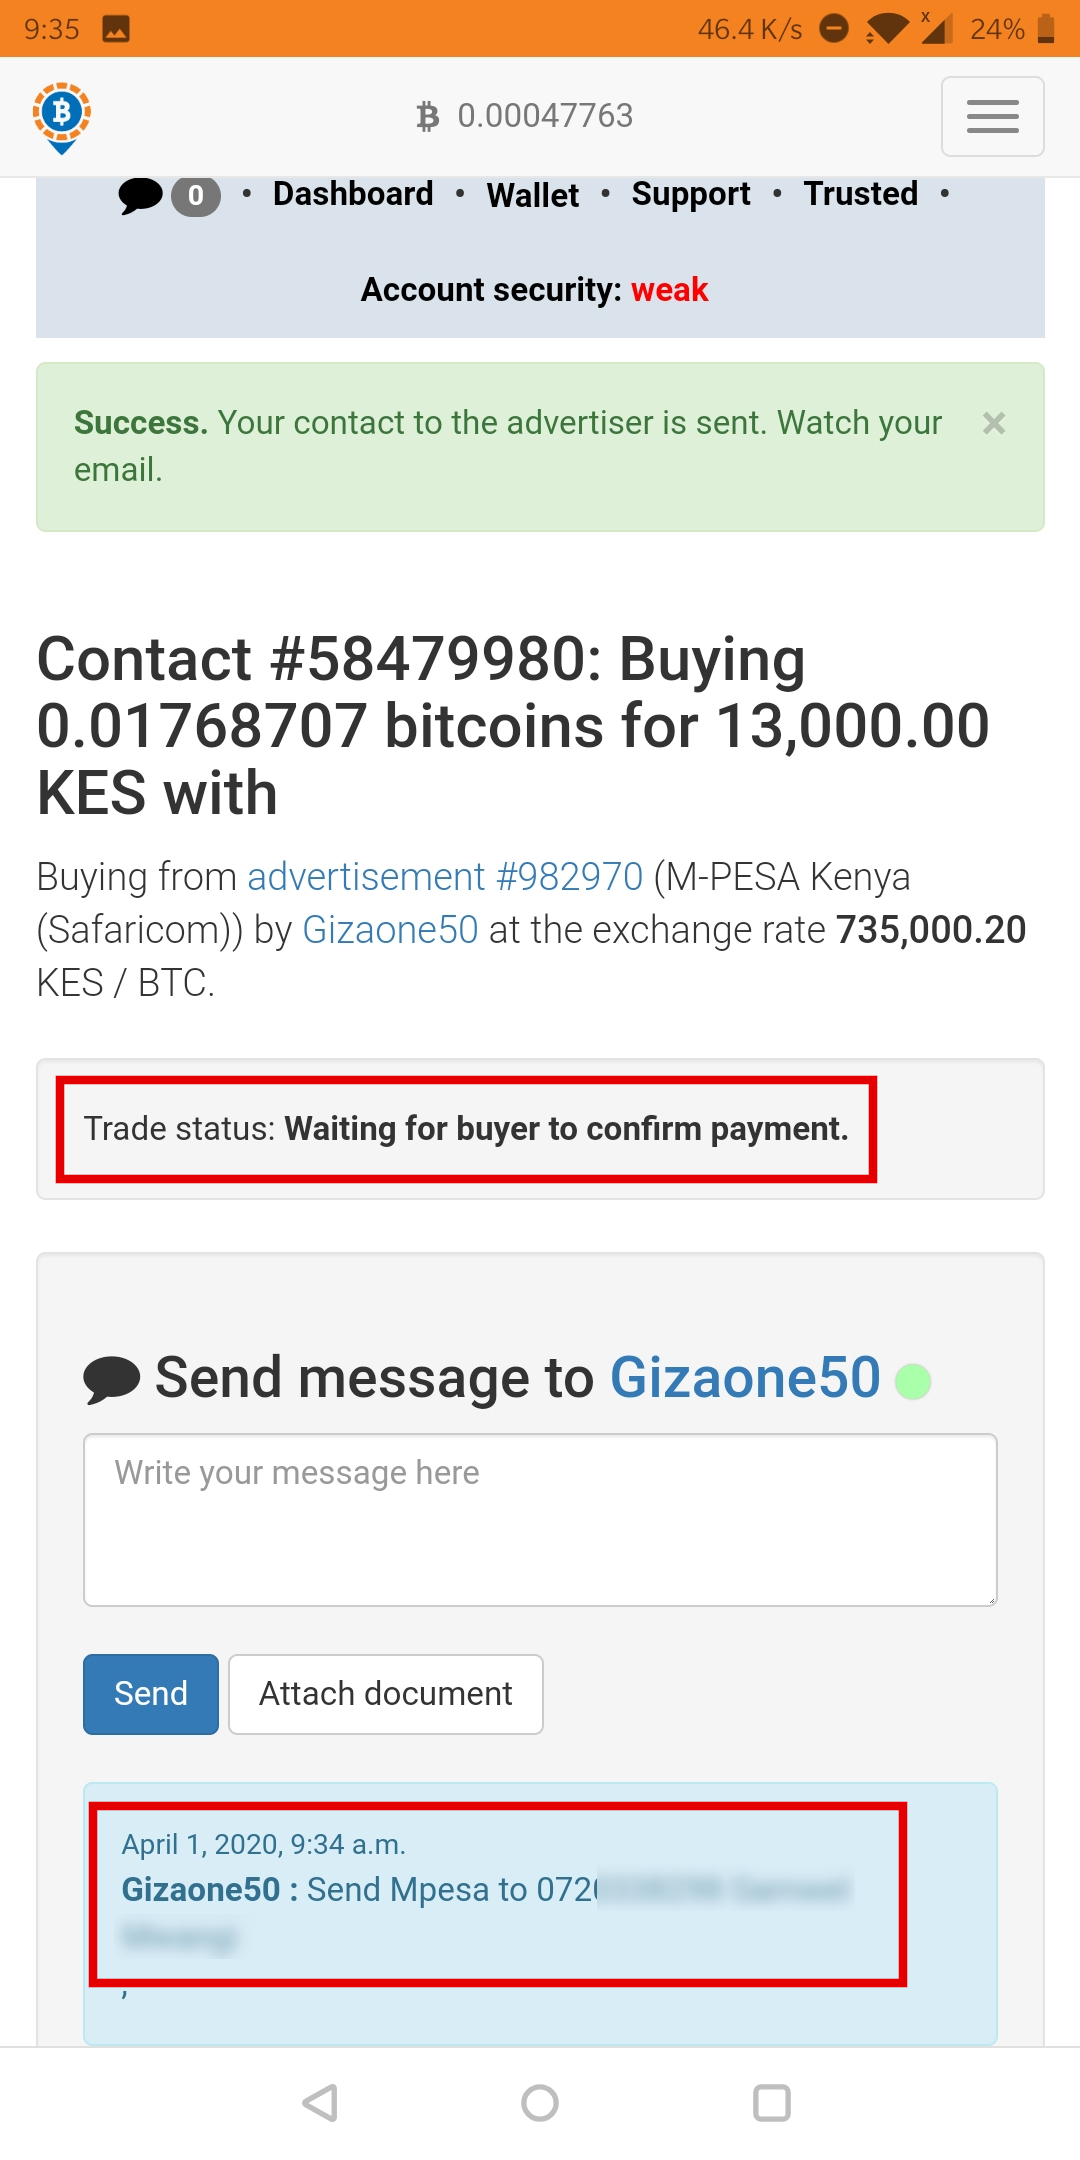 9:35 46.4 K/s x 24%
0.00047763
0 • Dashboard • Wallet • Support • Trusted •
Account security: weak
Success. Your contact to the advertiser is sent. Watch your ×
email.
Contact #58479980: Buying
0.01768707 bitcoins for 13,000.00
KES with
Buying from advertisement #982970 (M-PESA Kenya
(Safaricom)) by Gizaone50 at the exchange rate 735,000.20
KES / BTC.
Trade status: Waiting for buyer to confirm payment.
Send message to Gizaone50
Write your message here
Send Attach document
April 1, 2020, 9:34 a.m.
Gizaone50 : Send Mpesa to 072
,